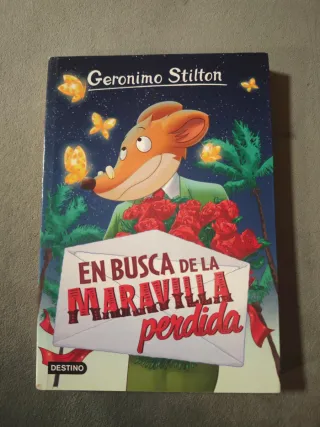 Geronimo Stilton
EN BUSCA DE LA
MARAVILLA
perdida
DESTINO